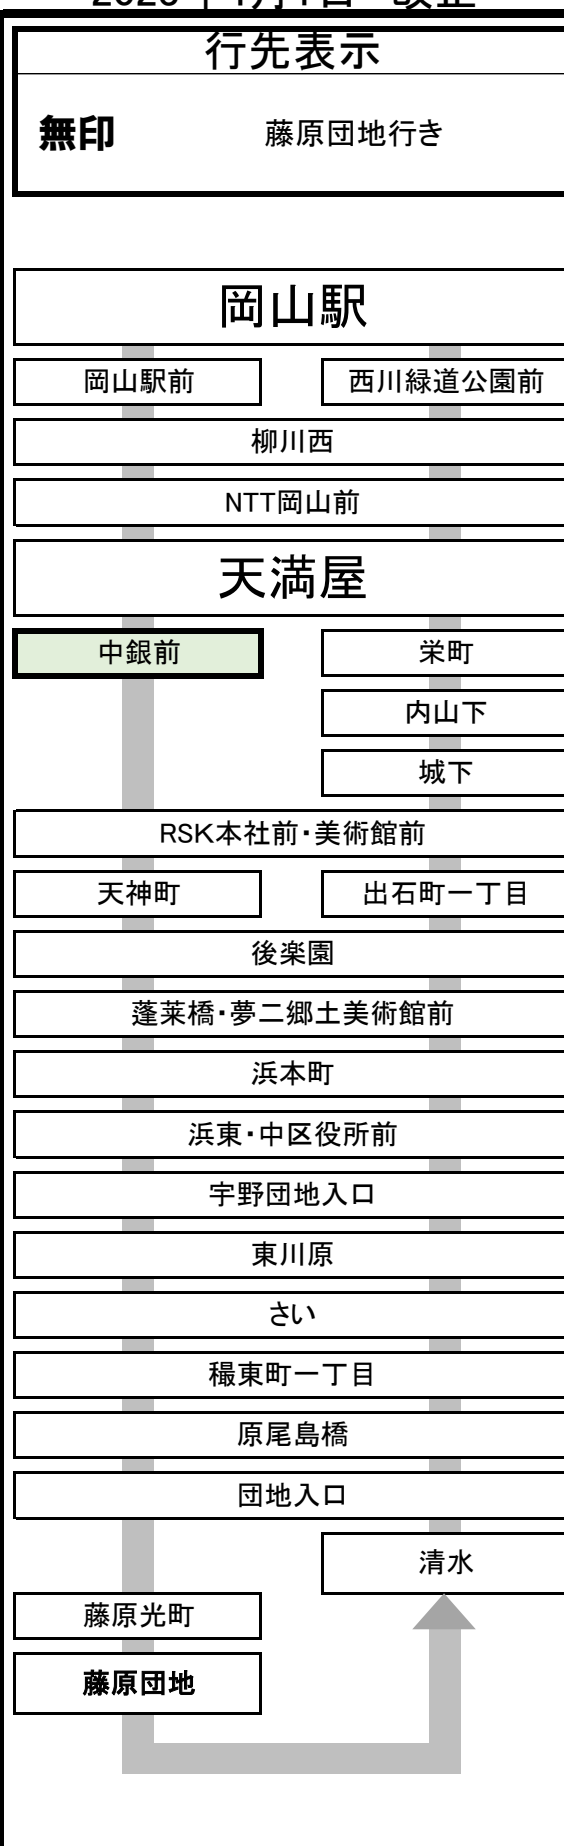 行先表示
無印 藤原団地行き
岡山駅
岡山駅前 西川緑道公園前
柳川西
NTT岡山前
天満屋
中銀前 栄町
内山下
城下
RSK本社前・美術館前
天神町 出石町一丁目
後楽園
蓬莱橋・夢二郷土美術館前
浜本町
浜東・中区役所前
宇野団地入口
東川原
さい
穝東町一丁目
原尾島橋
団地入口
清水
藤原光町
藤原団地